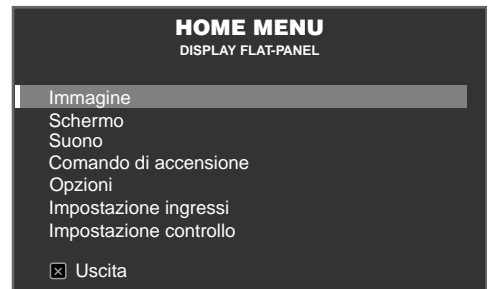 HOME MENU
DISPLAY FLAT-PANEL
Immagine
Schermo
Suono
Comando di accensione
Opzioni
Impostazione ingressi
Impostazione controllo
Uscita